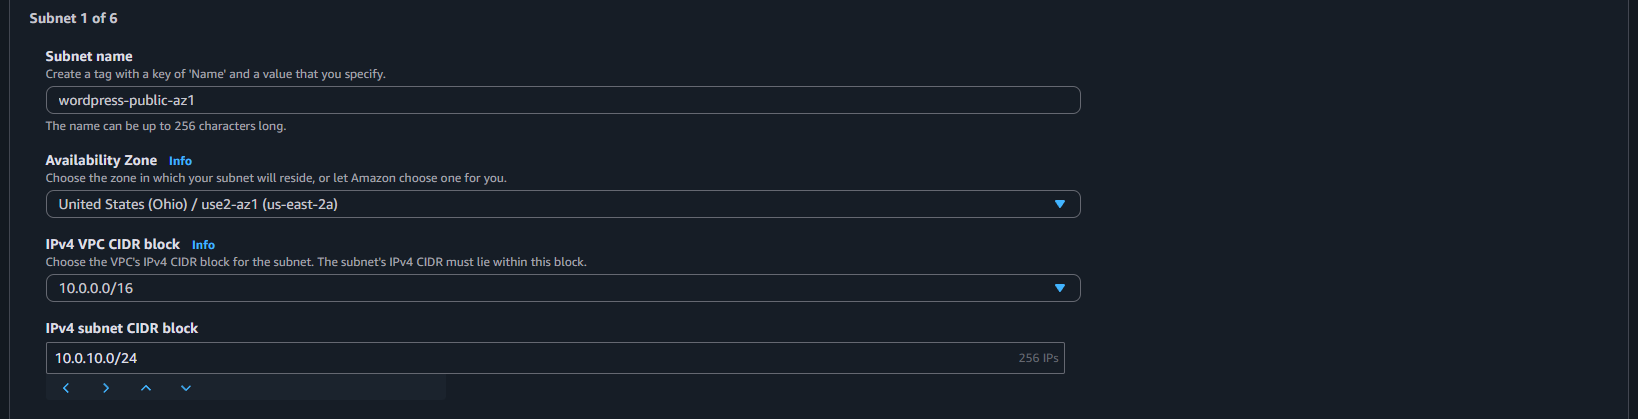 Subnet 1 of 6
Subnet name
Create a tag with a key of 'Name' and a value that you specify.
wordpress-public-az1
The name can be up to 256 characters long.
Availability Zone Info
Choose the zone in which your subnet will reside, or let Amazon choose one for you.
United States (Ohio) / use2-az1 (us-east-2a)
IPv4 VPC CIDR block Info
Choose the VPC's IPv4 CIDR block for the subnet. The subnet's IPv4 CIDR must lie within this block.
10.0.0.0/16
IPv4 subnet CIDR block
10.0.10.0/24 256 IPs